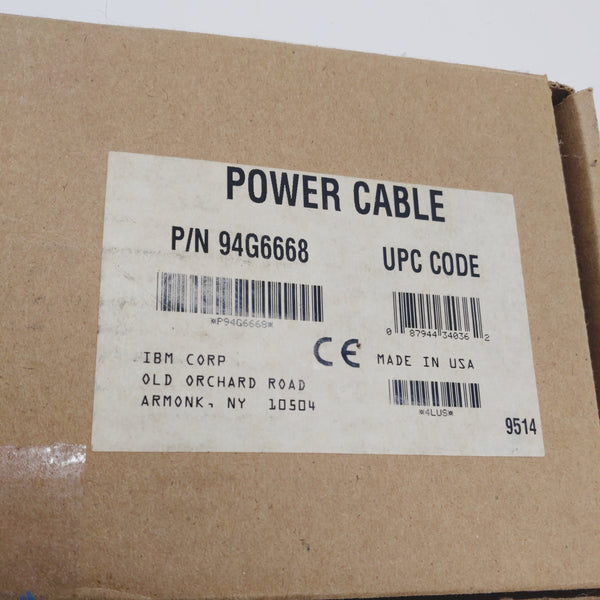 POWER CABLE
P/N 94G6668
UPC CODE
*P94G6668*
0 87944 34036 2
IBM CORP
OLD ORCHARD ROAD
ARMONK, NY 10504
CE
MADE IN USA
*4LUS*
9514